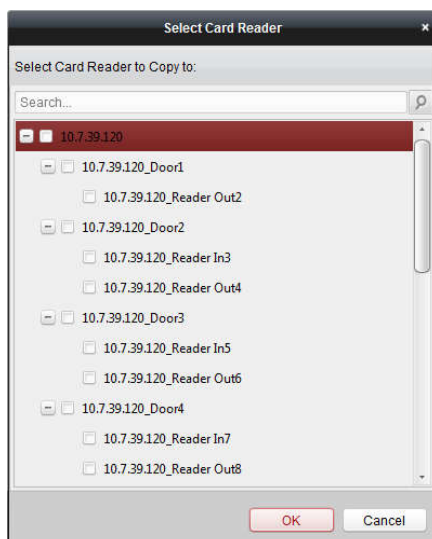 Select Card Reader
Select Card Reader to Copy to:
Search...
10.7.39.120
10.7.39.120_Door1
10.7.39.120_Reader Out2
10.7.39.120_Door2
10.7.39.120_Reader In3
10.7.39.120_Reader Out4
10.7.39.120_Door3
10.7.39.120_Reader In5
10.7.39.120_Reader Out6
10.7.39.120_Door4
10.7.39.120_Reader In7
10.7.39.120_Reader Out8
OK Cancel